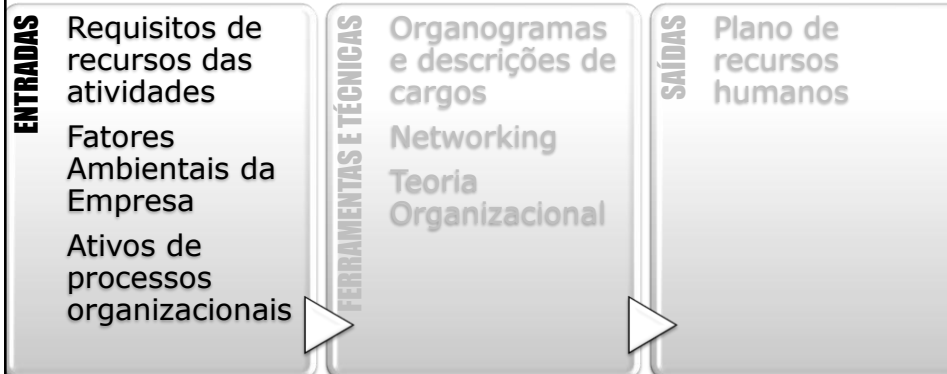 ENTRADAS
Requisitos de
recursos das
atividades
Fatores
Ambientais da
Empresa
Ativos de
processos
organizacionais
FERRAMENTAS E TÉCNICAS
Organogramas
e descrições de
cargos
Networking
Teoria
Organizacional
SAÍDAS
Plano de
recursos
humanos